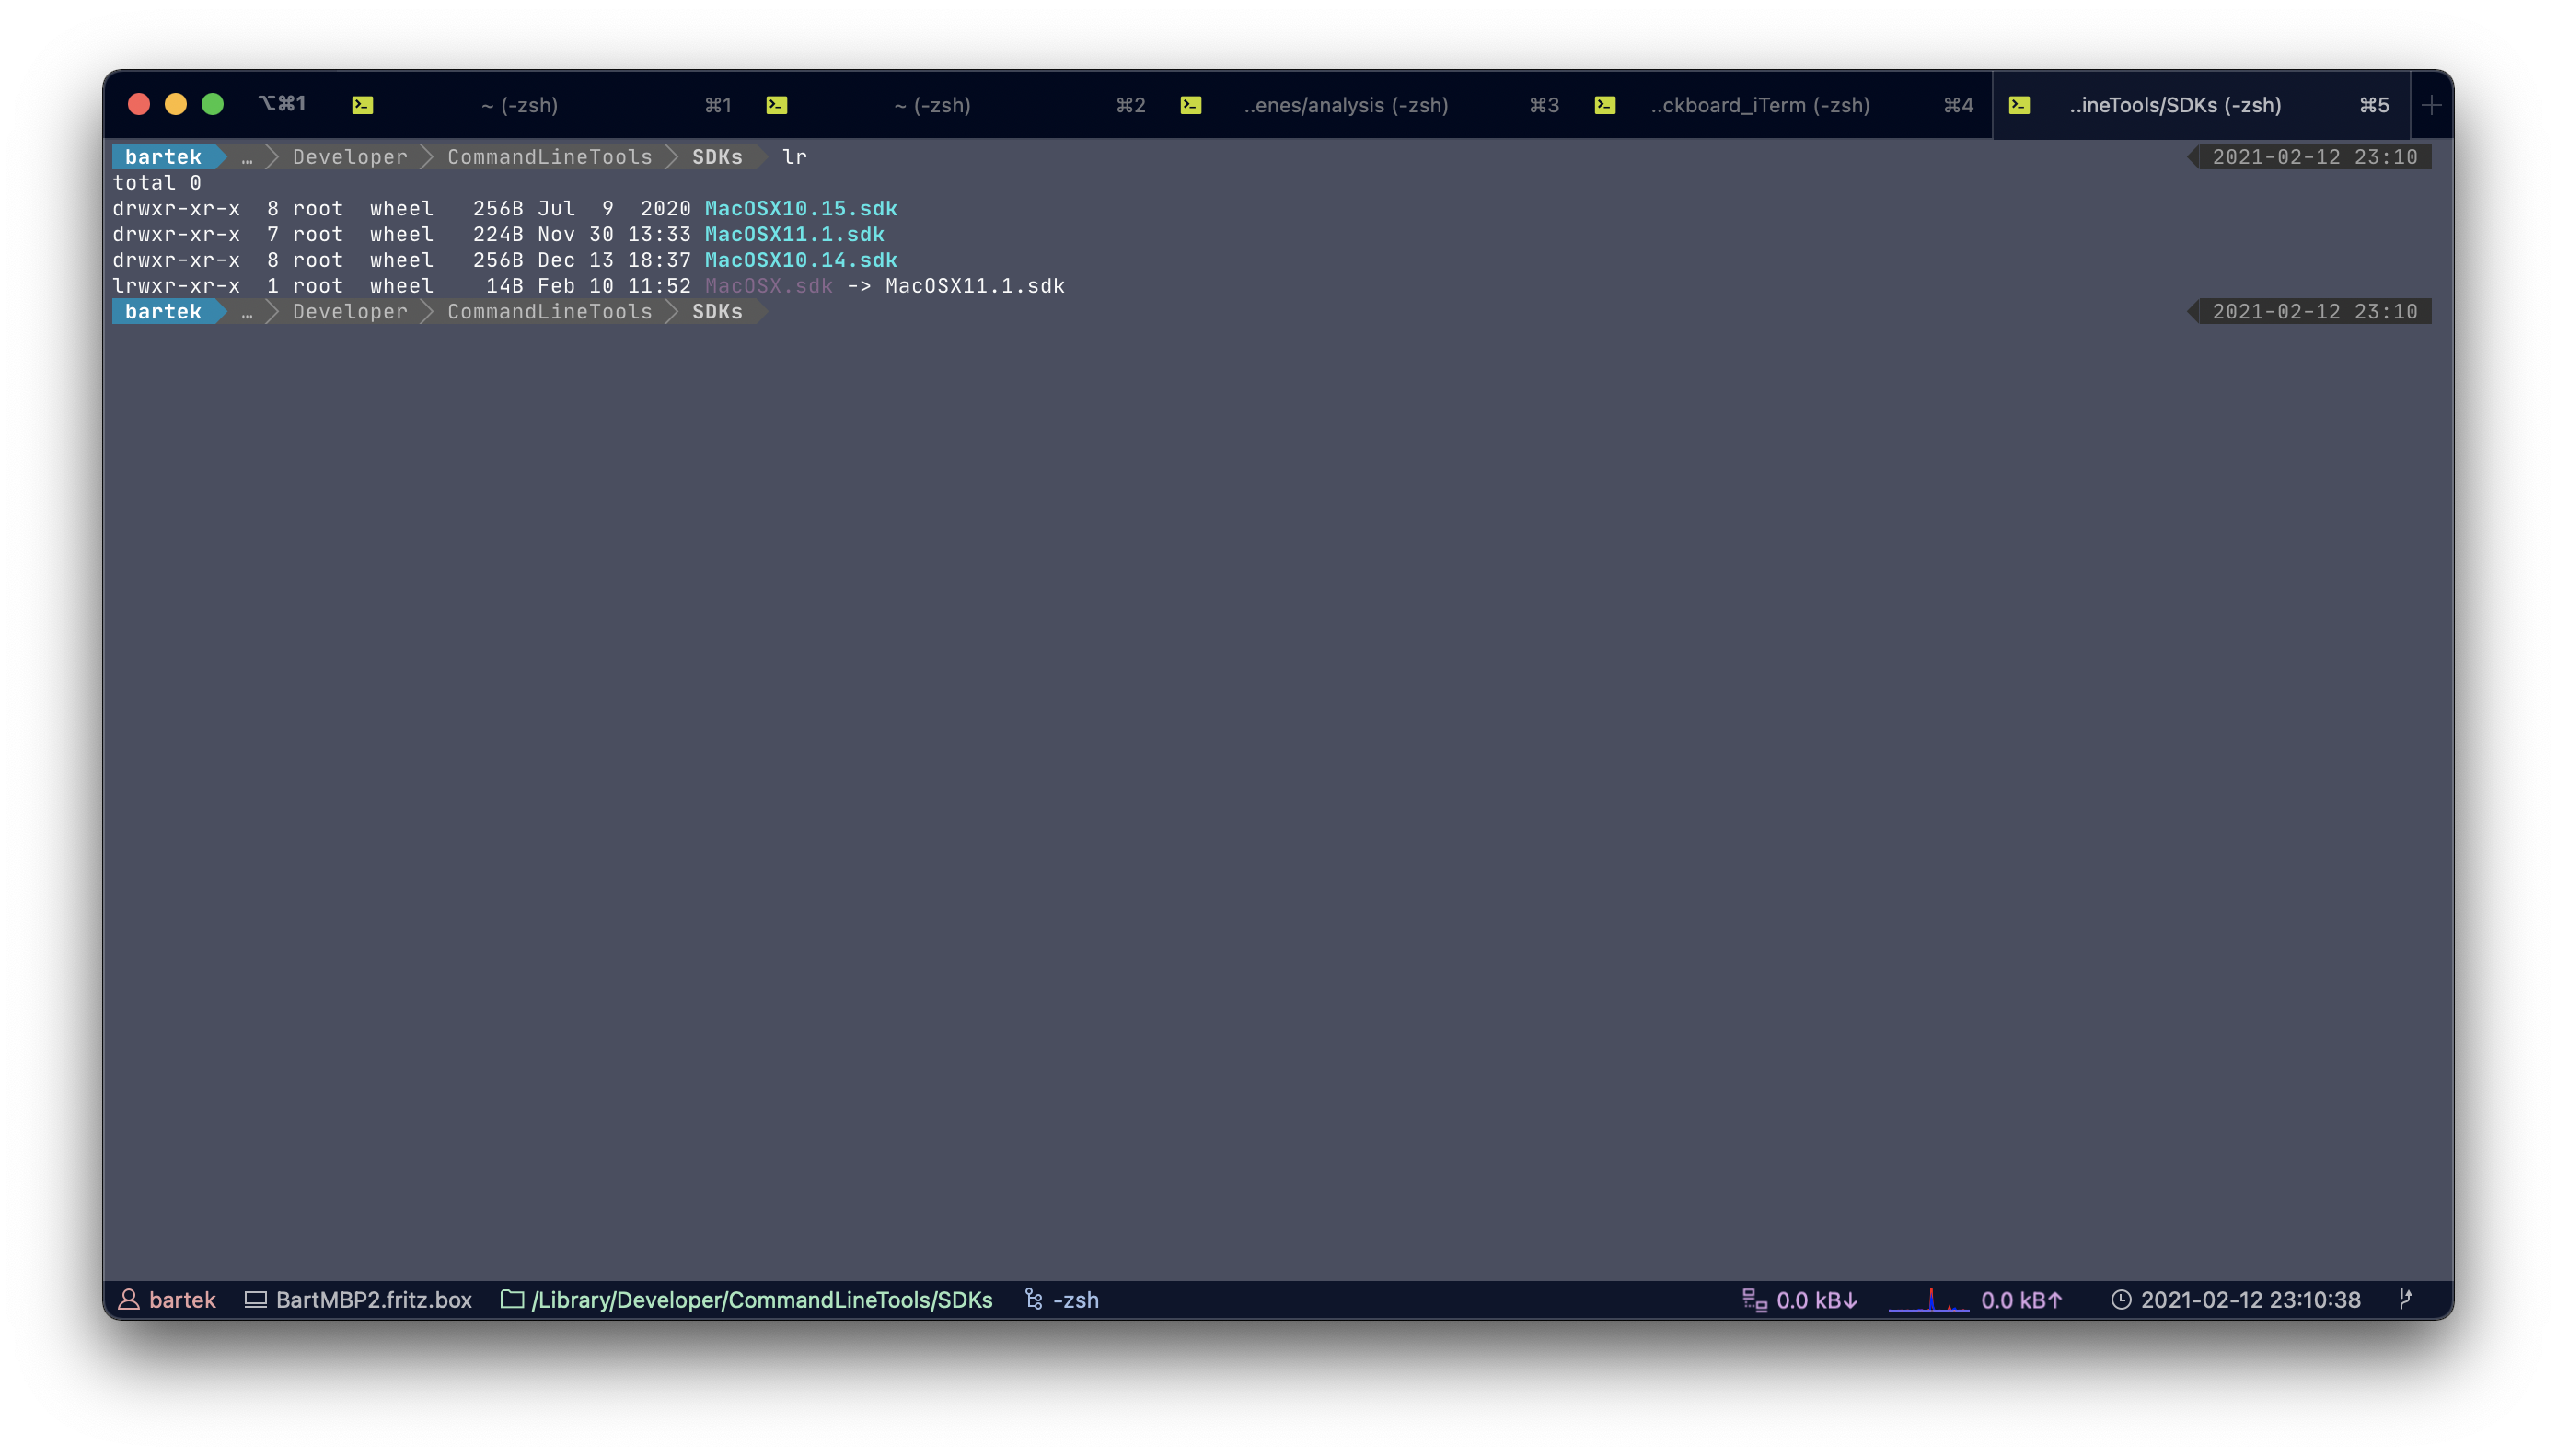 ⌥⌘1 ~ (-zsh) ⌘1 ~ (-zsh) ⌘2 ..enes/analysis (-zsh) ⌘3 ..ckboard_iTerm (-zsh) ⌘4 ..ineTools/SDKs (-zsh) ⌘5 +
bartek … Developer CommandLineTools SDKs lr 2021-02-12 23:10
total 0
drwxr-xr-x  8 root  wheel   256B Jul  9  2020 MacOSX10.15.sdk
drwxr-xr-x  7 root  wheel   224B Nov 30 13:33 MacOSX11.1.sdk
drwxr-xr-x  8 root  wheel   256B Dec 13 18:37 MacOSX10.14.sdk
lrwxr-xr-x  1 root  wheel    14B Feb 10 11:52 MacOSX.sdk -> MacOSX11.1.sdk
bartek … Developer CommandLineTools SDKs 2021-02-12 23:10
bartek BartMBP2.fritz.box /Library/Developer/CommandLineTools/SDKs -zsh 0.0 kB↓ 0.0 kB↑ 2021-02-12 23:10:38